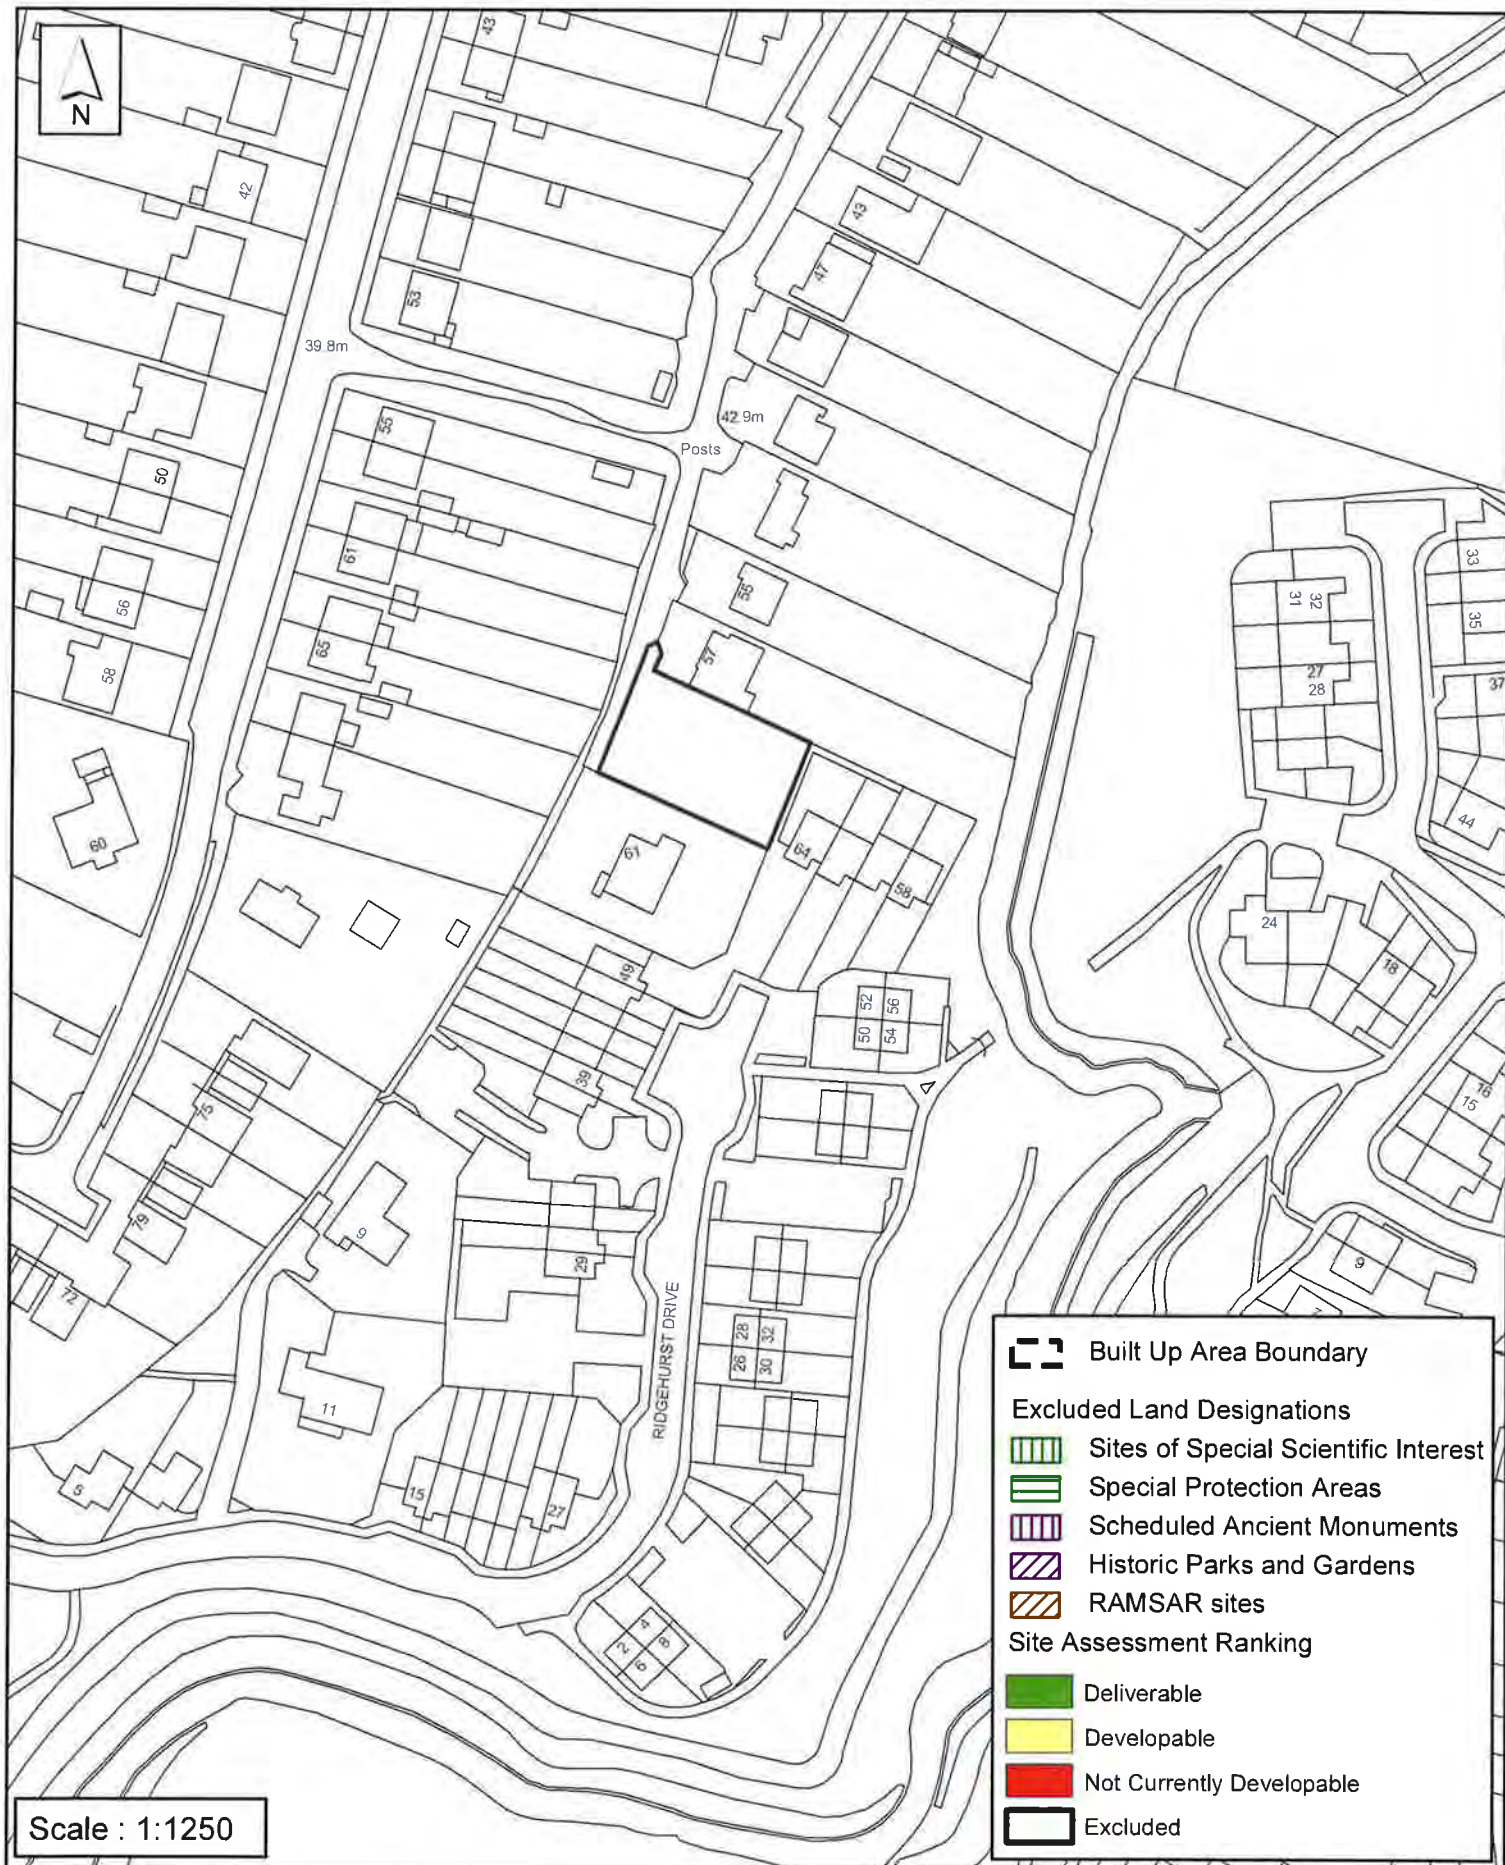 N
43
42
43
47
53
39.8m
42.9m
Posts
55
50
61
33
31
32
35
55
56
65
57
58
27
28
37
60
61
64
58
44
24
18
49
52
56
50
54
39
16
15
75
79
9
29
9
72
28
32
26
30
RIDGEHURST DRIVE
11
5
15
27
4
2
8
6
Built Up Area Boundary
Excluded Land Designations
Sites of Special Scientific Interest
Special Protection Areas
Scheduled Ancient Monuments
Historic Parks and Gardens
RAMSAR sites
Site Assessment Ranking
Deliverable
Developable
Not Currently Developable
Excluded
Scale : 1:1250